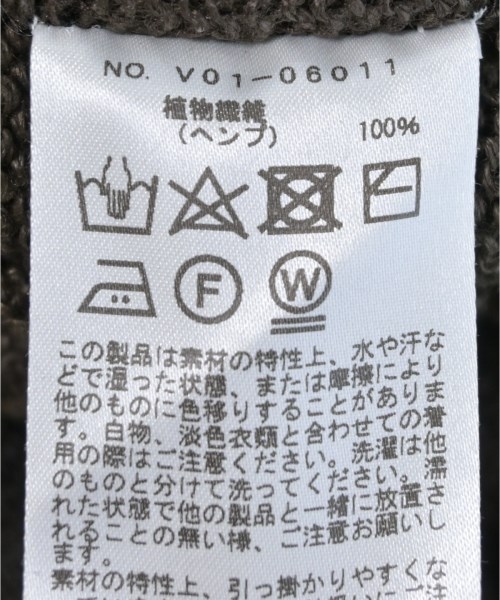 NO. V01-06011
植物繊維
(ヘンプ) 100%
F W
この製品は素材の特性上、水や汗な
どで湿った状態、または摩擦により
他のものに色移りすることがありま
す。白物、淡色衣類と合わせての着
用の際はご注意ください。洗濯は他
のものと分けて洗ってください。濡
れた状態で他の製品と一緒に放置さ
れることの無い様、ご注意お願いし
ます。
素材の特性上、引っ掛かりやすくな